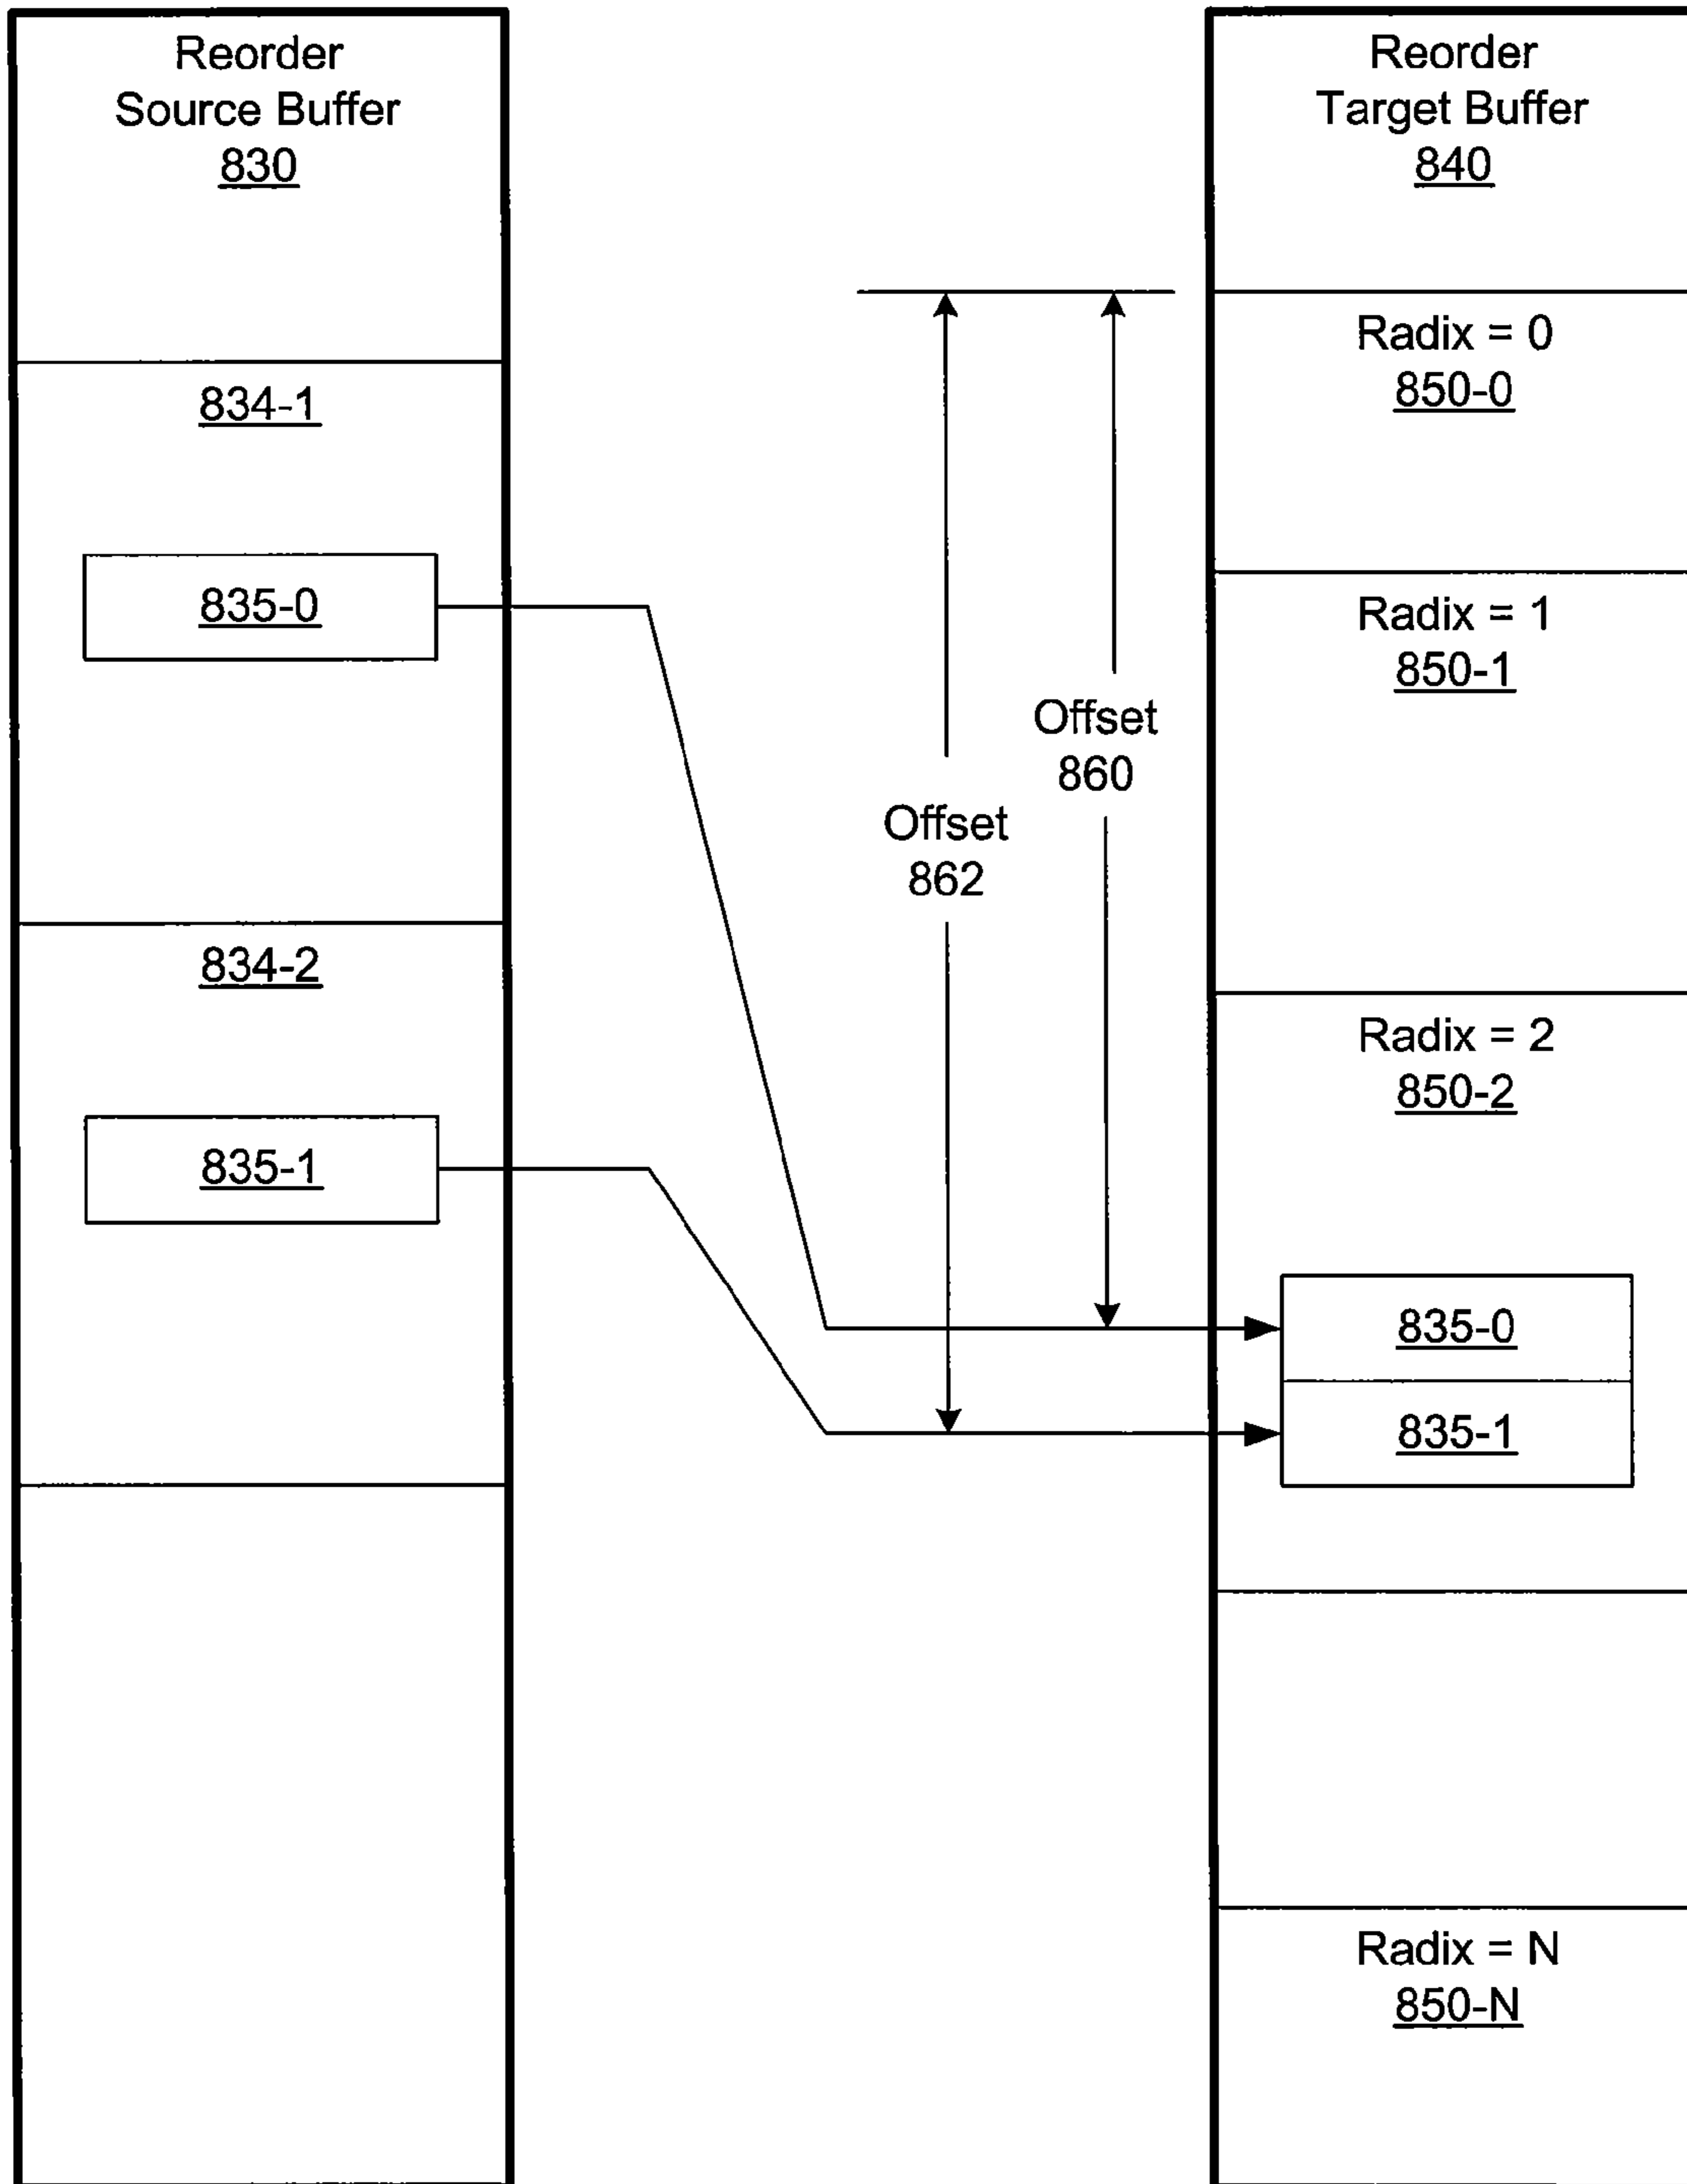 Reorder
Source Buffer
830
834-1
835-0
834-2
835-1
Offset
860
Offset
862
Reorder
Target Buffer
840
Radix = 0
850-0
Radix = 1
850-1
Radix = 2
850-2
835-0
835-1
Radix = N
850-N